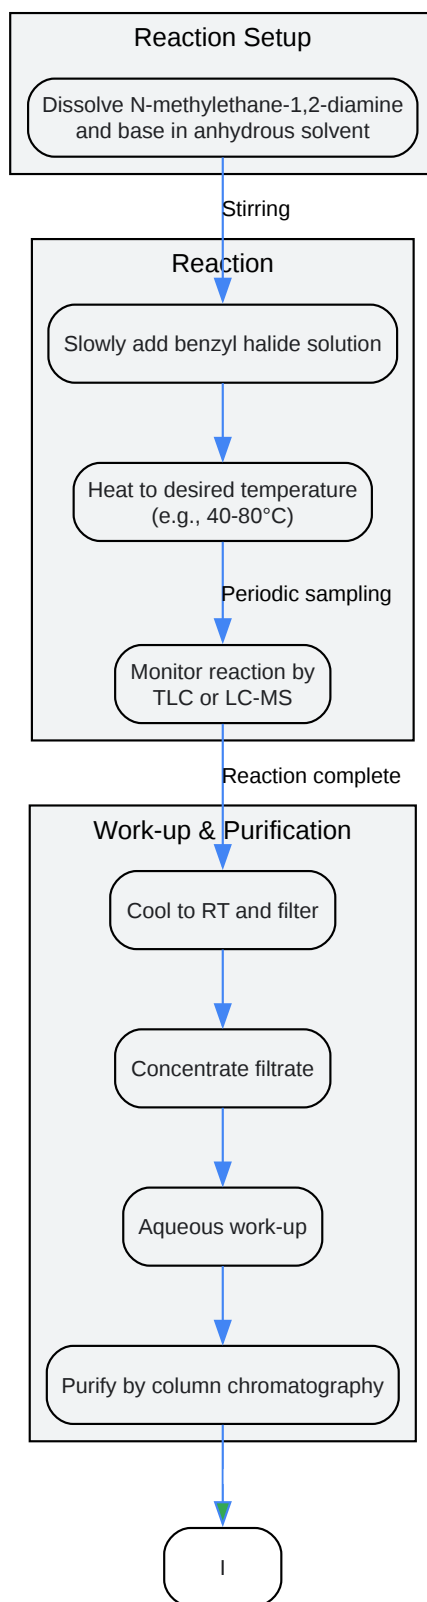 Reaction Setup
Dissolve N-methylethane-1,2-diamine
and base in anhydrous solvent
Stirring
Reaction
Slowly add benzyl halide solution
Heat to desired temperature
(e.g., 40-80°C)
Periodic sampling
Monitor reaction by
TLC or LC-MS
Reaction complete
Work-up & Purification
Cool to RT and filter
Concentrate filtrate
Aqueous work-up
Purify by column chromatography
I